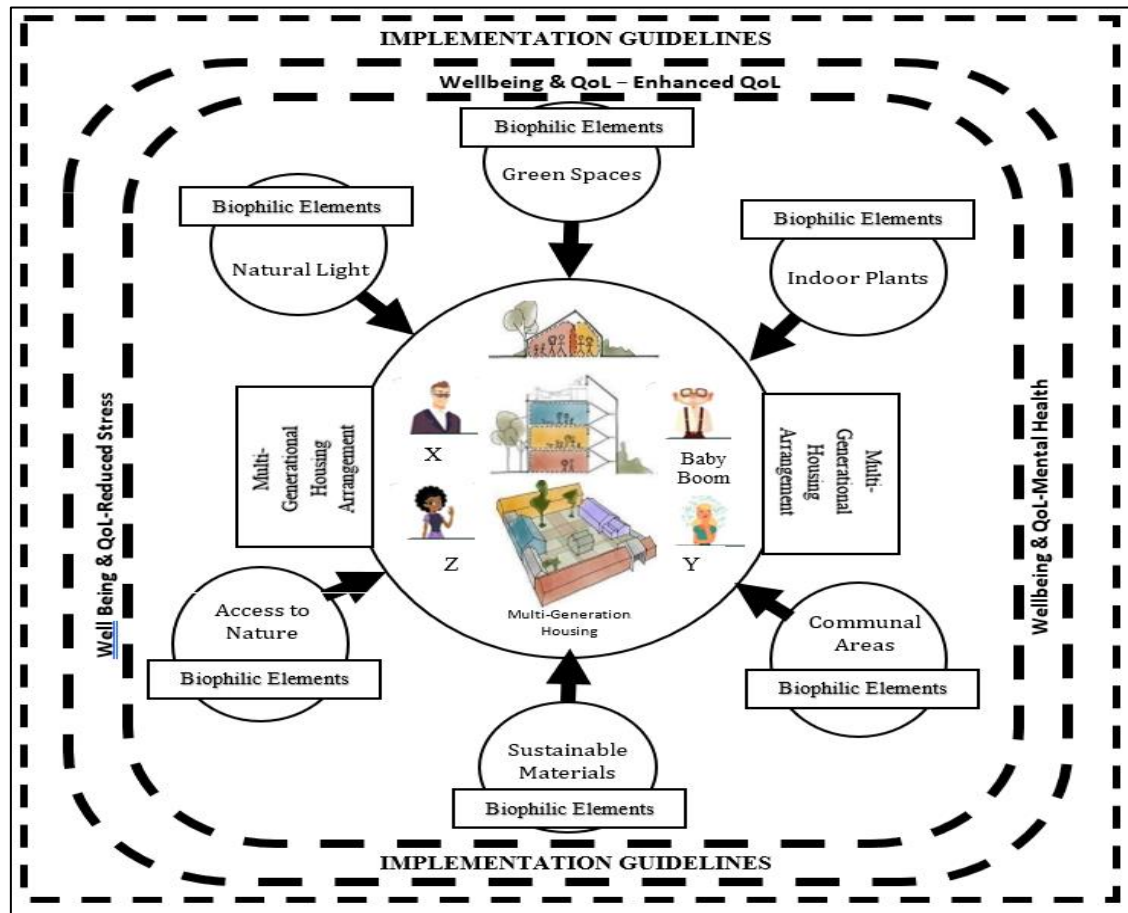 IMPLEMENTATION GUIDELINES
Wellbeing & QoL – Enhanced QoL
Biophilic Elements
Green Spaces
Biophilic Elements
Natural Light
Biophilic Elements
Indoor Plants
Well Being & QoL-Reduced Stress
Multi-
Generational
Housing
Arrangement
X
Baby
Boom
Z
Y
Multi-Generation
Housing
Multi-
Generational
Housing
Arrangement
Wellbeing & QoL-Mental Health
Access to
Nature
Biophilic Elements
Communal
Areas
Biophilic Elements
Sustainable
Materials
Biophilic Elements
IMPLEMENTATION GUIDELINES